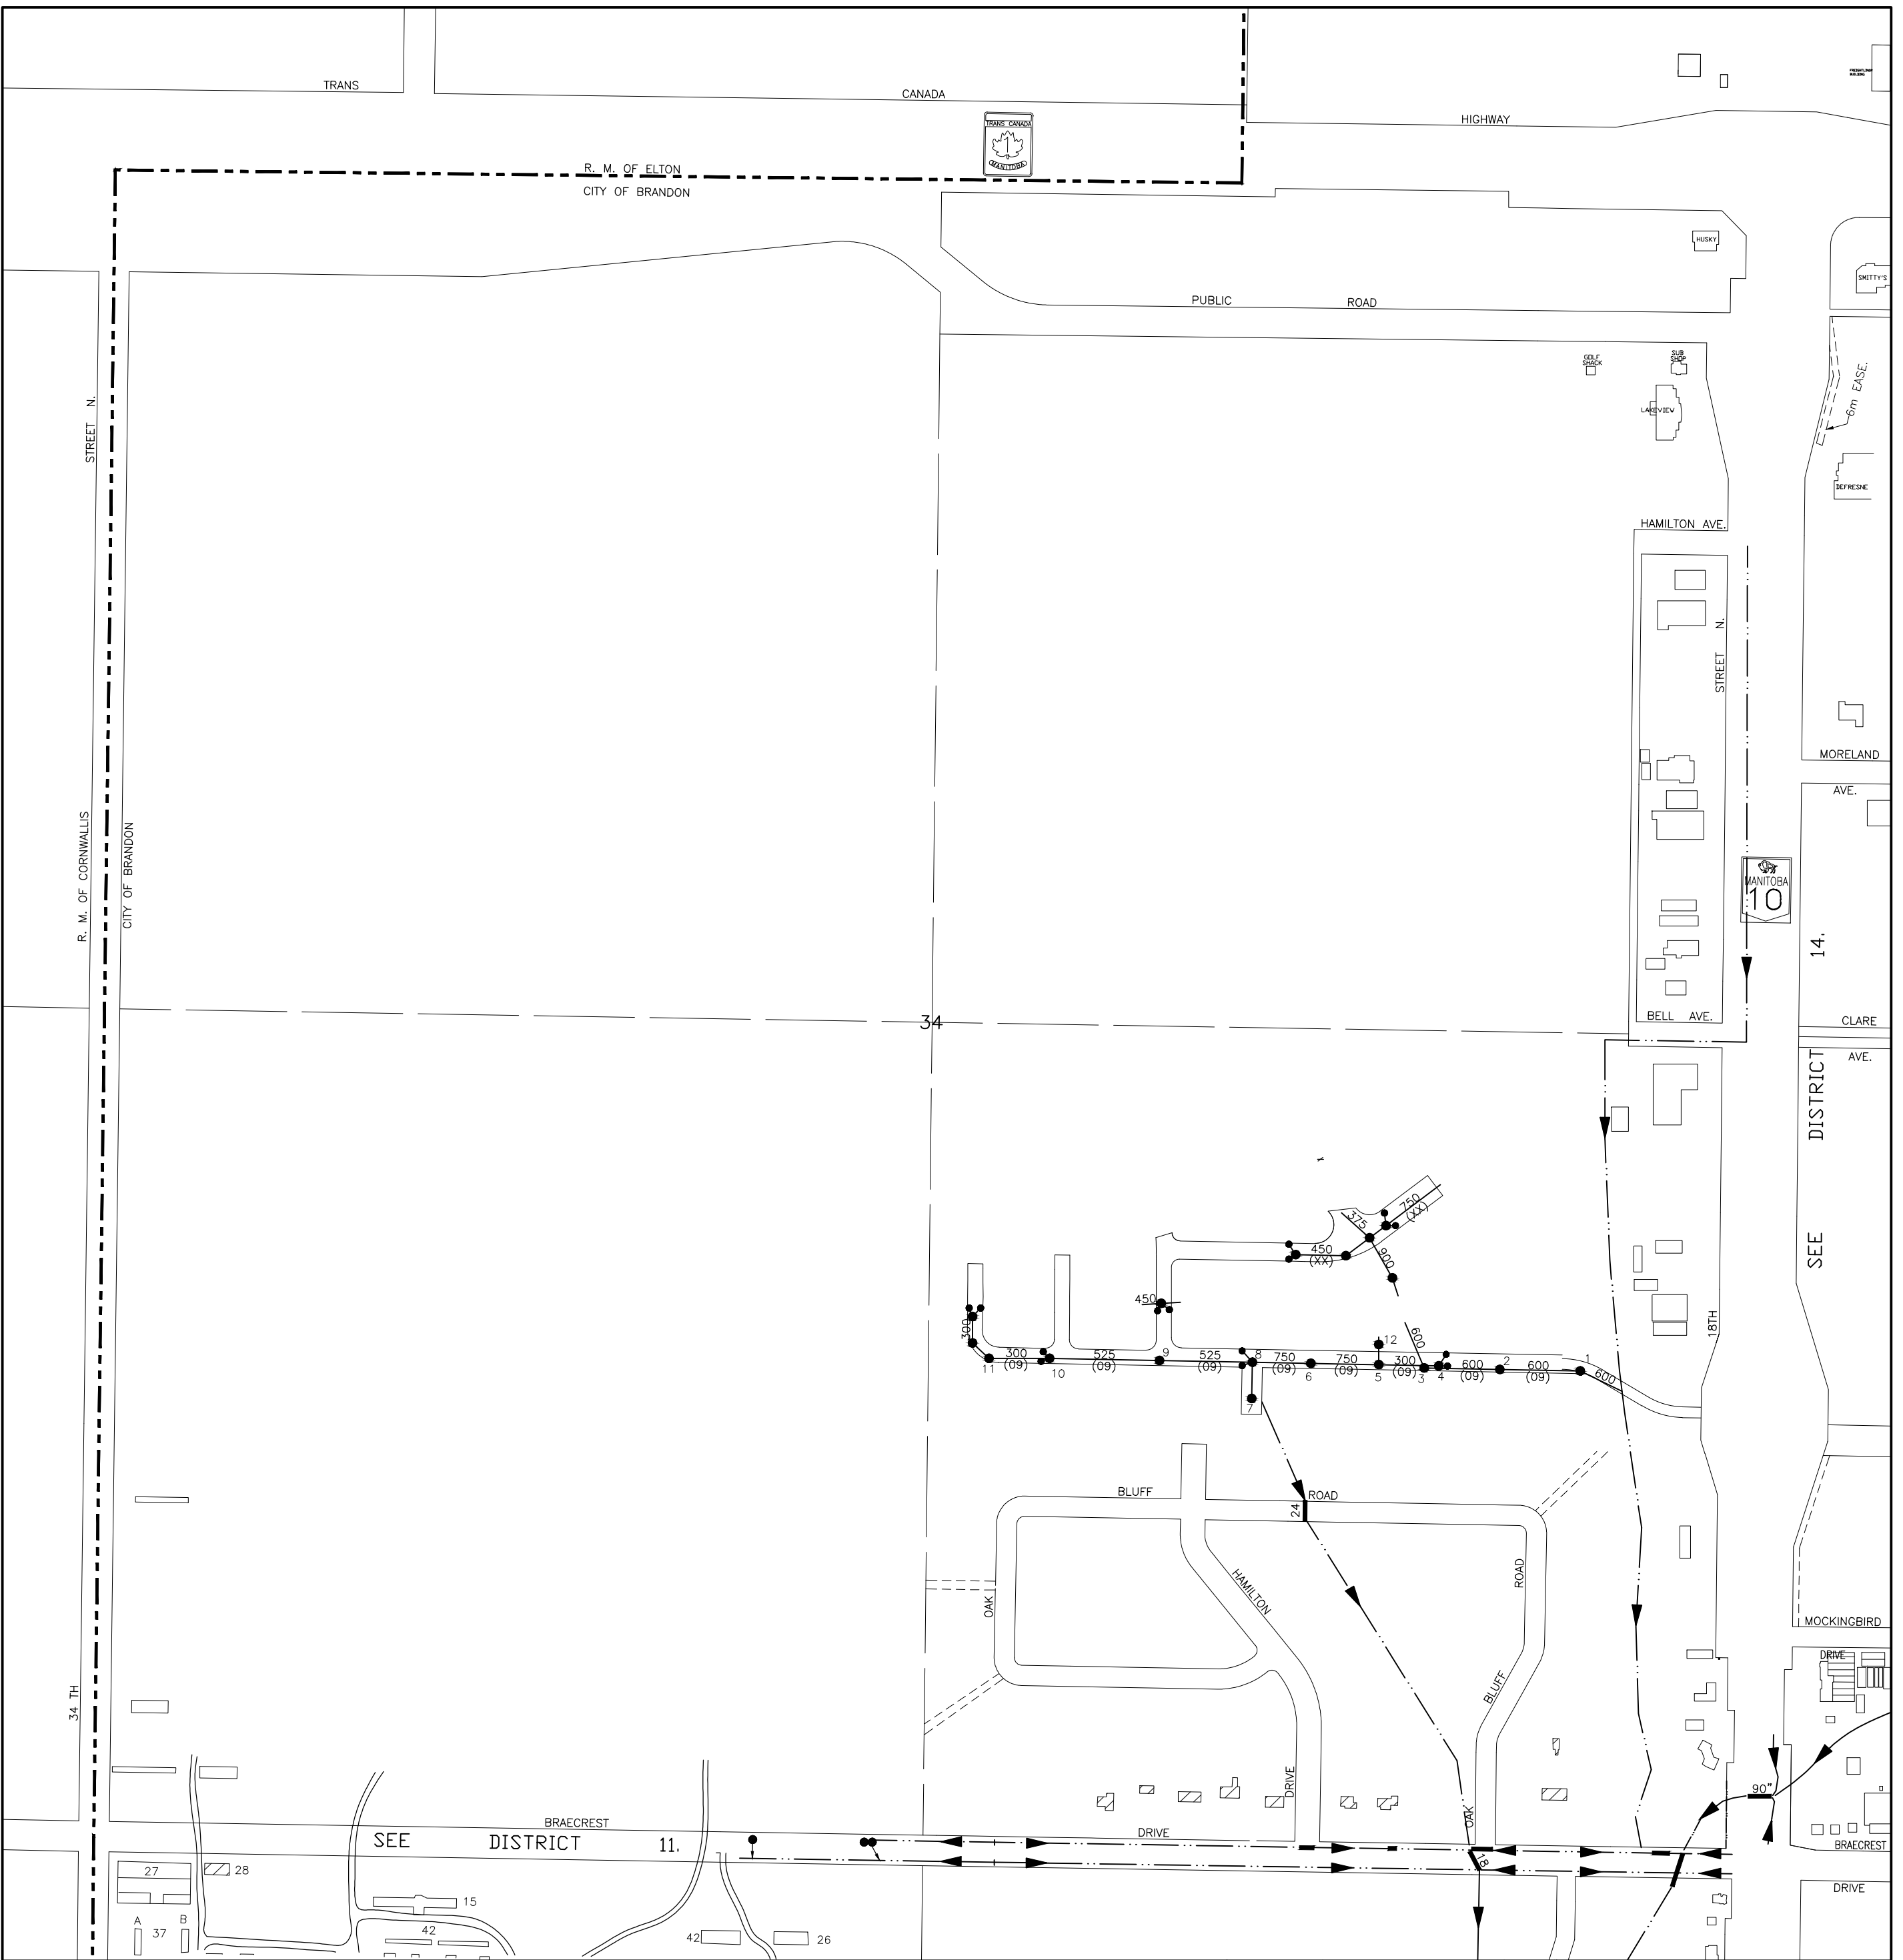 TRANS
CANADA
HIGHWAY
FREIGHTLINER
BUILDING
TRANS CANADA
1
MANITOBA
R. M. OF ELTON
CITY OF BRANDON
HUSKY
SMITTY'S
PUBLIC ROAD
GOLF
SHACK
SUB
SHOP
LAKEVIEW
6m EASE.
DEFRESNE
STREET N.
HAMILTON AVE.
STREET N.
MORELAND
AVE.
R. M. OF CORNWALLIS
CITY OF BRANDON
MANITOBA
10
34
BELL AVE.
CLARE
AVE.
SEE DISTRICT 14.
750
(XX)
375
450
(XX)
900
450
600
300
18TH
12
11
300
(09)
10
525
(09)
9
525
(09)
8
750
(09)
6
750
(09)
5
300
(09)
3
4
600
(09)
2
600
(09)
1
600
7
BLUFF ROAD
24
OAK
HAMILTON
ROAD
BLUFF
MOCKINGBIRD
DRIVE
34 TH
DRIVE
OAK
90"
BRAECREST
DRIVE
BRAECREST
DRIVE
SEE DISTRICT 11.
18
27
28
15
A
B
37
42
42
26